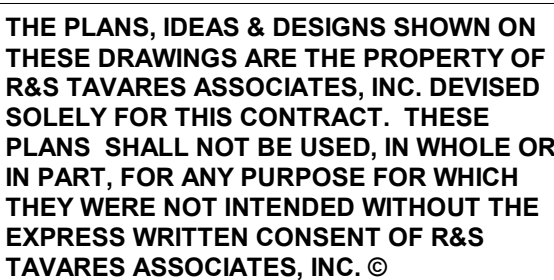 THE PLANS, IDEAS & DESIGNS SHOWN ON
THESE DRAWINGS ARE THE PROPERTY OF
R&S TAVARES ASSOCIATES, INC. DEVISED
SOLELY FOR THIS CONTRACT.  THESE
PLANS  SHALL NOT BE USED, IN WHOLE OR
IN PART, FOR ANY PURPOSE FOR WHICH
THEY WERE NOT INTENDED WITHOUT THE
EXPRESS WRITTEN CONSENT OF R&S
TAVARES ASSOCIATES, INC. ©